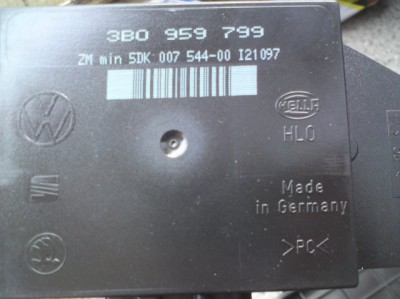 3B0 959 799
ZM min 5DK 007 544-00 I21097
HELLA
HLO
Made
in Germany
>PC<